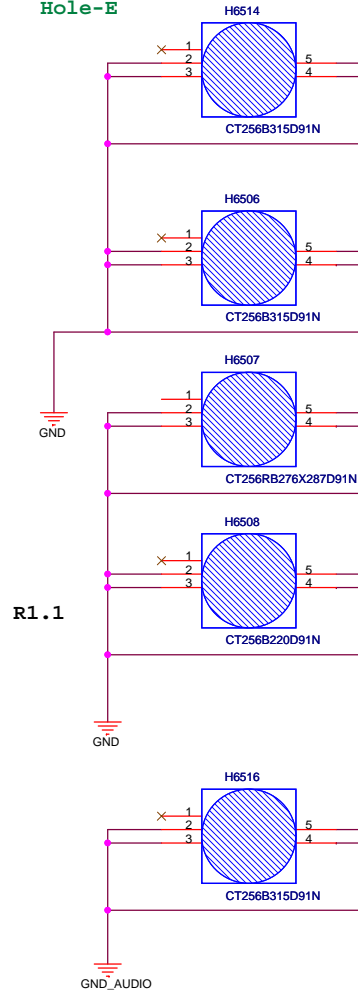 Hole-E
H6514
1
2
3
5
4
CT256B315D91N
H6506
1
2
3
5
4
CT256B315D91N
GND
H6507
1
2
3
5
4
CT256RB276X287D91N
H6508
1
2
3
5
4
CT256B220D91N
R1.1
GND
H6516
1
2
3
5
4
CT256B315D91N
GND_AUDIO